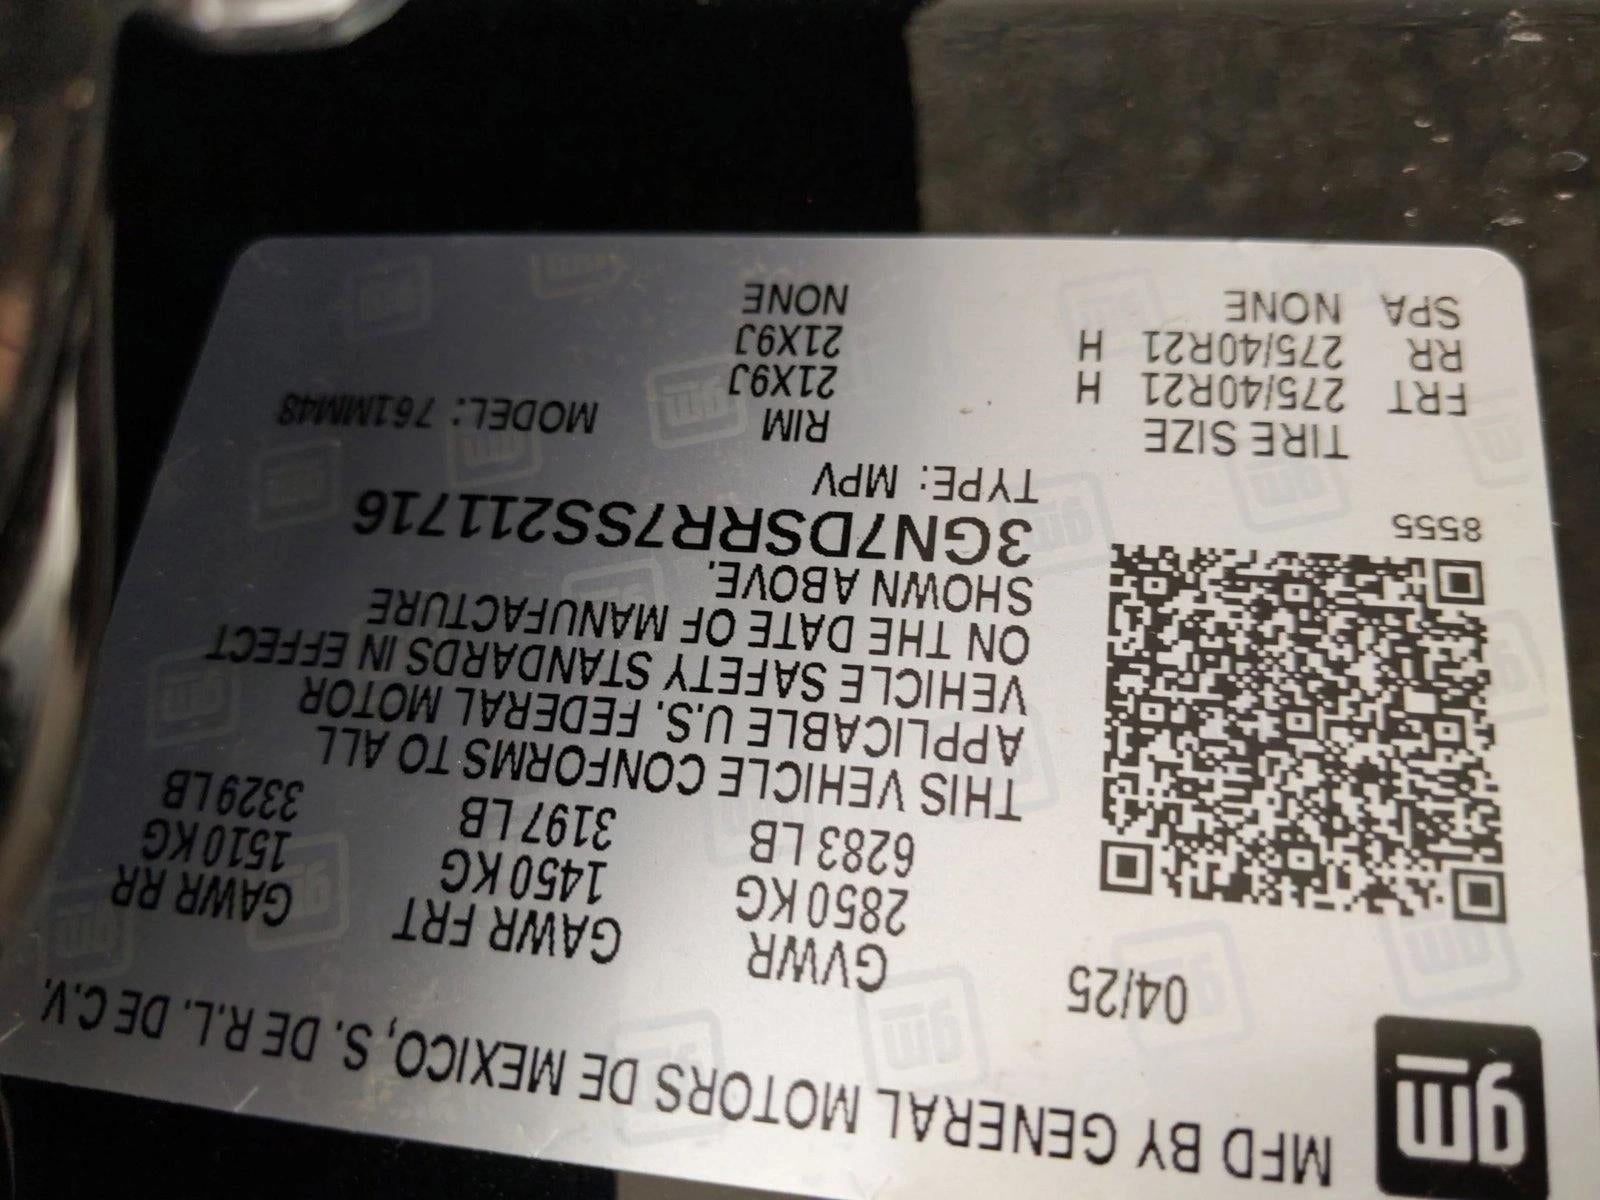 gm MFD BY GENERAL MOTORS DE MEXICO, S. DE R.L. DE C.V.
04/25 GVWR GAWR FRT GAWR RR
2850 KG 1450 KG 1510 KG
6283 LB 3197 LB 3329 LB
THIS VEHICLE CONFORMS TO ALL
APPLICABLE U.S. FEDERAL MOTOR
VEHICLE SAFETY STANDARDS IN EFFECT
ON THE DATE OF MANUFACTURE
SHOWN ABOVE.
8555 3GN7DSRR7SS211716
TYPE: MPV
TIRE SIZE RIM MODEL: 761MM48
FRT 275/40R21 H 21X9J
RR 275/40R21 H 21X9J
SPA NONE NONE